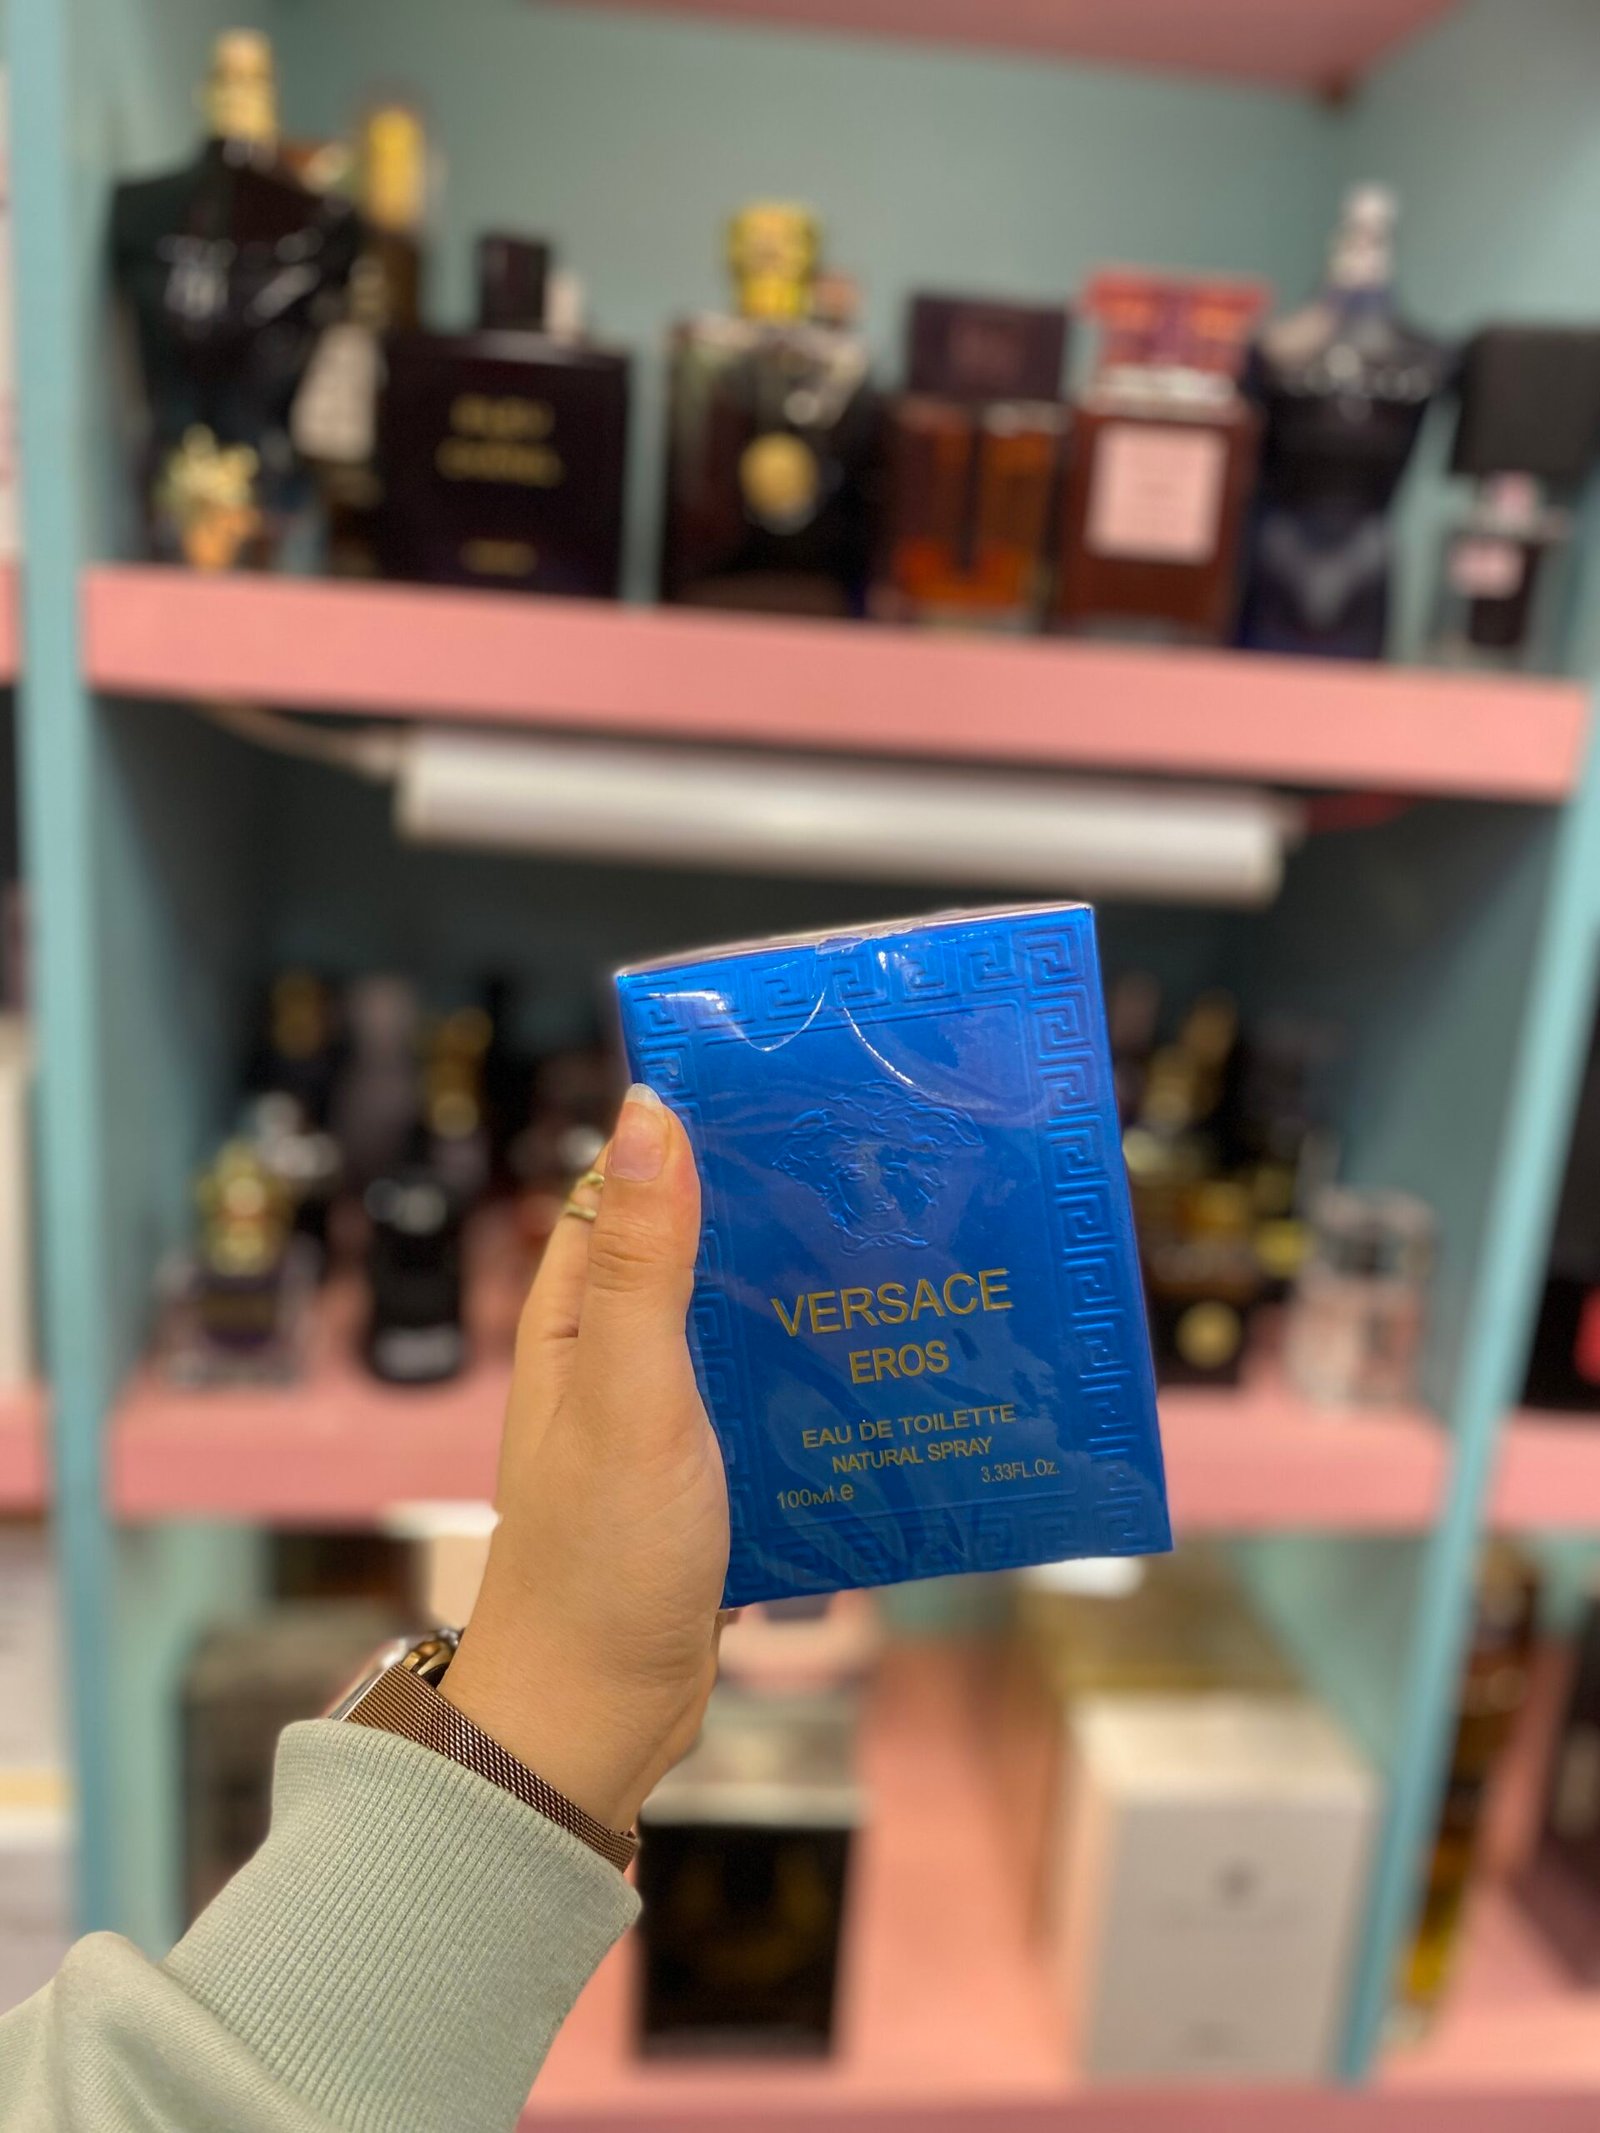 VERSACE
EROS
EAU DE TOILETTE
NATURAL SPRAY
3.33FL.Oz.
100Ml.e